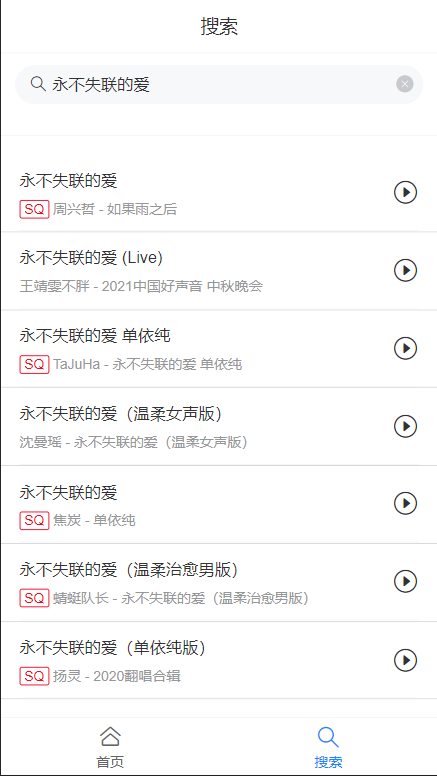 搜索
永不失联的爱
永不失联的爱
SQ 周兴哲 - 如果雨之后
永不失联的爱 (Live)
王靖雯不胖 - 2021中国好声音 中秋晚会
永不失联的爱 单依纯
SQ TaJuHa - 永不失联的爱 单依纯
永不失联的爱（温柔女声版）
沈曼瑶 - 永不失联的爱（温柔女声版）
永不失联的爱
SQ 焦炭 - 单依纯
永不失联的爱（温柔治愈男版）
SQ 蜻蜓队长 - 永不失联的爱（温柔治愈男版）
永不失联的爱（单依纯版）
SQ 扬灵 - 2020翻唱合辑
首页
搜索